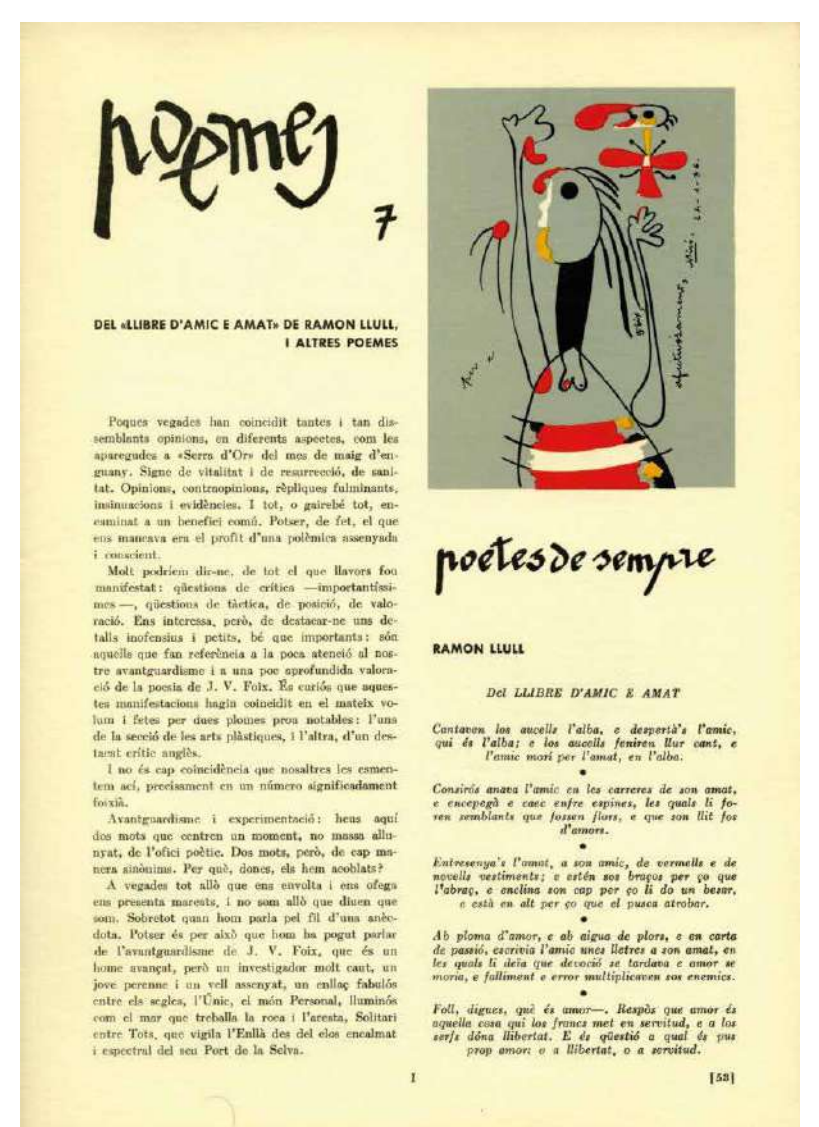 poemes
7
DEL «LLIBRE D'AMIC E AMAT» DE RAMON LLULL,
I ALTRES POEMES
Poques vegades han coincidit tantes i tan dis-
semblants opinions, en diferents aspectes, com les
aparegudes a «Serra d'Or» del mes de maig d'en-
guany. Signe de vitalitat i de resurrecció, de sani-
tat. Opinions, contraopinions, rèpliques fulminants,
insinuacions i evidències. I tot, o gairebé tot, en-
caminat a un benefici comú. Potser, de fet, el que
ens mancava era el profit d'una polèmica assenyada
i conscient.
Molt podríem dir-ne, de tot el que llavors fou
manifestat: qüestions de crítica —importantíssi-
mes—, qüestions de tàctica, de posició, de valo-
ració. Ens interessa, però, de destacar-ne uns de-
talls inofensius i petits, bé que importants: són
aquells que fan referència a la poca atenció al nos-
tre avantguardisme i a una poc aprofundida valora-
ció de la poesia de J. V. Foix. És curiós que aques-
tes manifestacions hagin coincidit en el mateix vo-
lum i fetes per dues plomes prou notables: l'una
de la secció de les arts plàstiques, i l'altra, d'un des-
tacat crític anglès.
I no és cap coincidència que nosaltres les esmen-
tem ací, precisament en un número significadament
foixià.
Avantguardisme i experimentació: heus aquí
dos mots que centren un moment, no massa allu-
nyat, de l'ofici poètic. Dos mots, però, de cap ma-
nera sinònims. Per què, doncs, els hem acoblats?
A vegades tot allò que ens envolta i ens ofega
ens presenta marcats, i no som allò que diuen que
som. Sobretot quan hom parla pel fil d'una anèc-
dota. Potser és per això que hom ha pogut parlar
de l'avantguardisme de J. V. Foix, que és un
home avançat, però un investigador molt caut, un
jove perenne i un vell assenyat, un enllaç fabulós
entre els segles, l'Únic, el món Personal, lluminós
com el mar que treballa la roca i l'aresta, Solitari
entre Tots, que vigila l'Enllà des del clos encalmat
i espectral del seu Port de la Selva.
Per a
Foix,
afectuosament, Miró.
poetes de sempre
RAMON LLULL
Del LLIBRE D'AMIC E AMAT
Cantaven los aucells l'alba, e despertà's l'amic,
qui és l'alba; e los aucells feniren llur cant, e
l'amic morí per l'amat, en l'alba.
•
Consirós anava l'amic en les carreres de son amat,
e encepegà e caec enfre espines, les quals li fo-
ren semblants que fossen flors, e que son llit fos
d'amors.
•
Entresenya's l'amat, a son amic, de vermells e de
novells vestiments; e estén sos braços per ço que
l'abraç, e enclina son cap per ço li do un besar,
e està en alt per ço que el pusca atrobar.
•
Ab ploma d'amor, e ab aigua de plors, e en carta
de passió, escrivia l'amic unes lletres a son amat, en
les quals li deïa que devoció se tardava e amor se
moria, e falliment e error multiplicaven sos enemics.
•
Foll, digues, què és amor—. Respòs que amor és
aquella cosa qui los francs met en servitud, e a los
serfs dóna llibertat. E és qüestió a qual és pus
prop amor: o a llibertat, o a servitud.
I
[53]